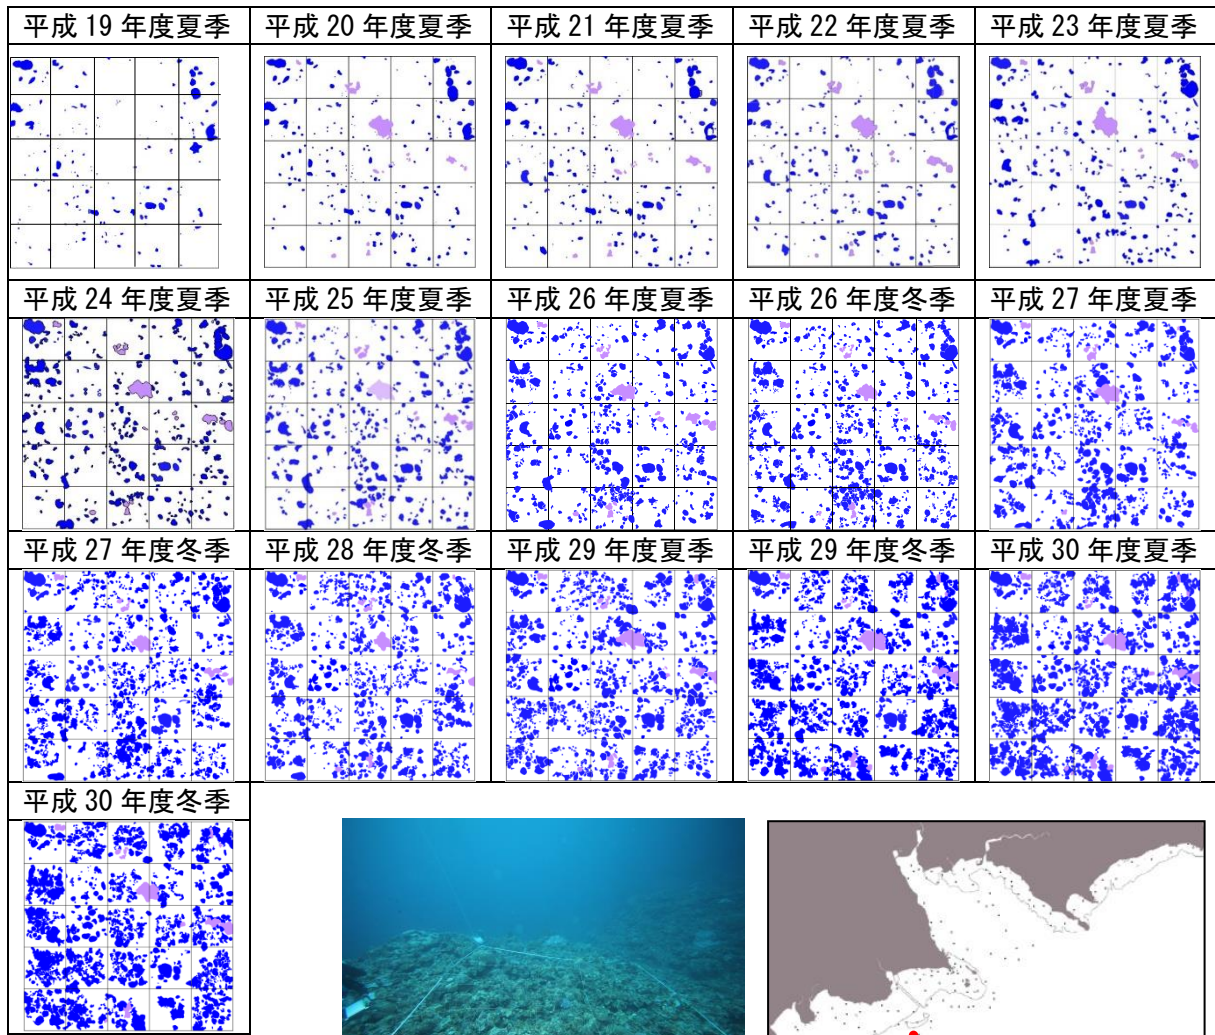 平成 19 年度夏季
平成 20 年度夏季
平成 21 年度夏季
平成 22 年度夏季
平成 23 年度夏季
平成 24 年度夏季
平成 25 年度夏季
平成 26 年度夏季
平成 26 年度冬季
平成 27 年度夏季
平成 27 年度冬季
平成 28 年度冬季
平成 29 年度夏季
平成 29 年度冬季
平成 30 年度夏季
平成 30 年度冬季